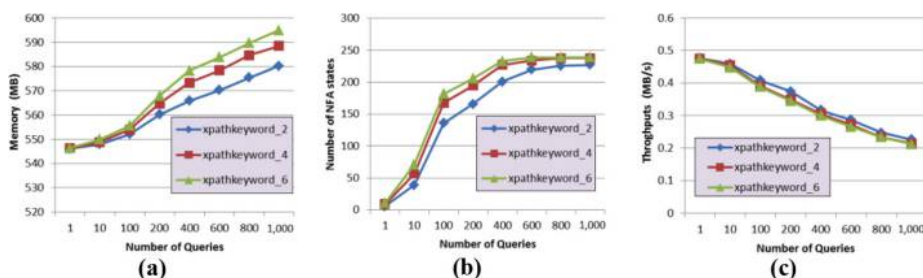 600
590
580
570
560
550
540
530
520
Memory (MB)
xpathkeyword_2
xpathkeyword_4
xpathkeyword_6
1 10 100 200 400 600 800 1,000
Number of Queries
(a)
300
250
200
150
100
50
0
Number of NFA states
xpathkeyword_2
xpathkeyword_4
xpathkeyword_6
1 10 100 200 400 600 800 1,000
Number of Queries
(b)
0.6
0.5
0.4
0.3
0.2
0.1
0
Throghputs (MB/s)
xpathkeyword_2
xpathkeyword_4
xpathkeyword_6
1 10 100 200 400 600 800 1,000
Number of Queries
(c)